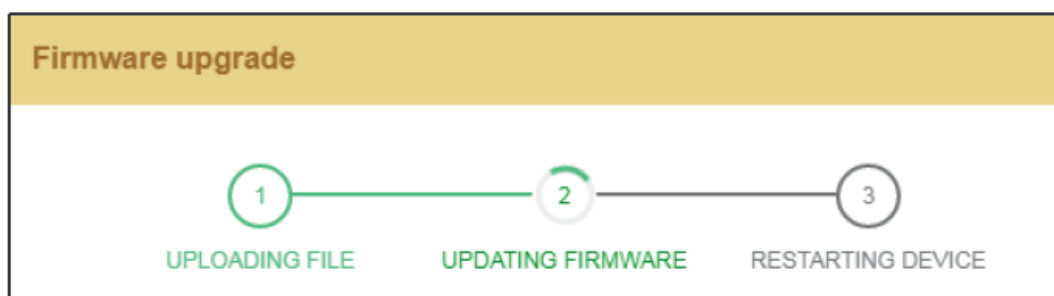 Firmware upgrade
1
2
3
UPLOADING FILE
UPDATING FIRMWARE
RESTARTING DEVICE